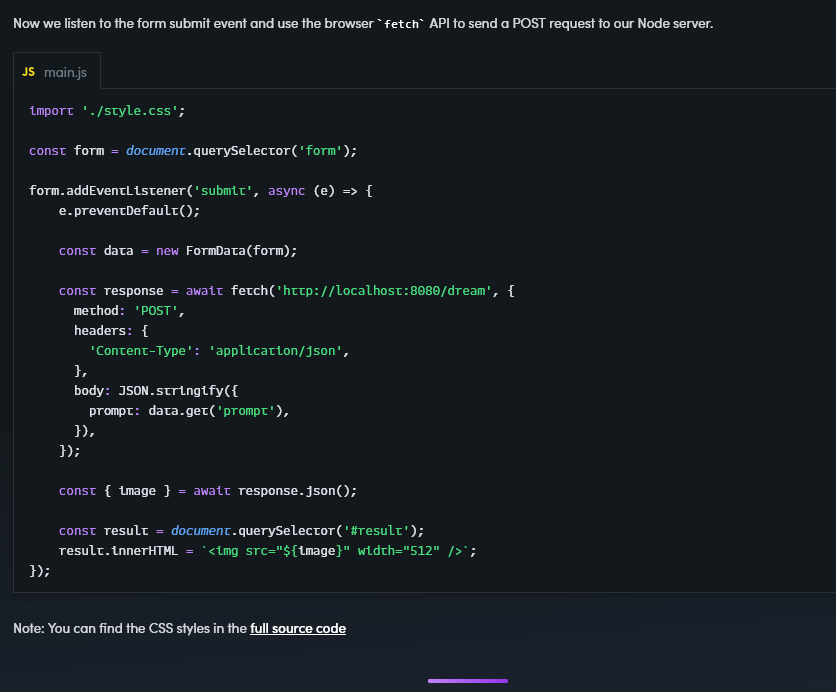 Now we listen to the form submit event and use the browser `fetch` API to send a POST request to our Node server.
JS main.js
import './style.css';
const form = document.querySelector('form');
form.addEventListener('submit', async (e) => {
    e.preventDefault();
    const data = new FormData(form);
    const response = await fetch('http://localhost:8080/dream', {
      method: 'POST',
      headers: {
        'Content-Type': 'application/json',
      },
      body: JSON.stringify({
        prompt: data.get('prompt'),
      }),
    });
    const { image } = await response.json();
    const result = document.querySelector('#result');
    result.innerHTML = `<img src="${image}" width="512" />`;
});
Note: You can find the CSS styles in the full source code